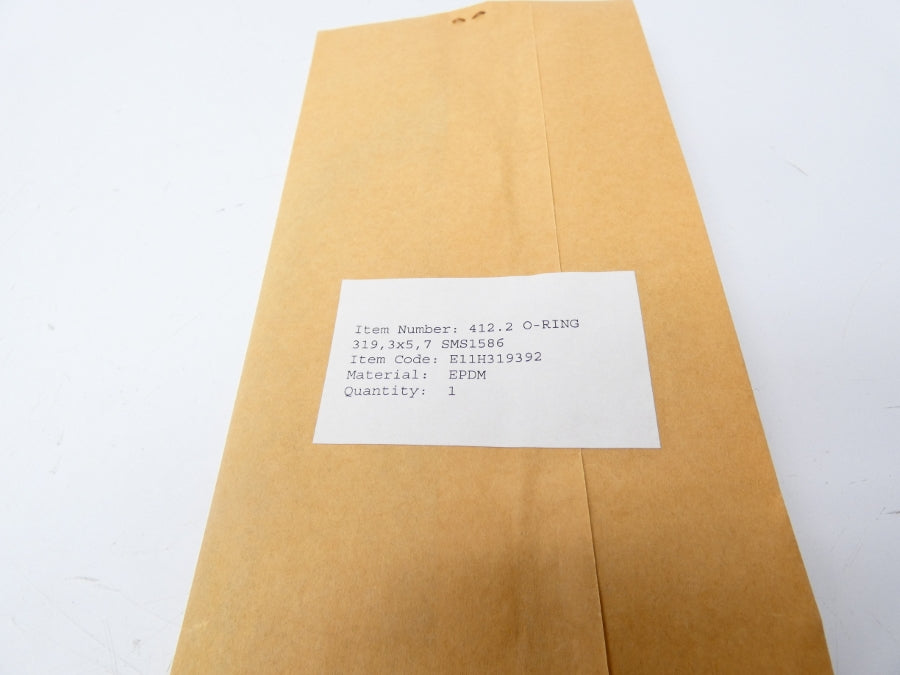 Item Number: 412.2 O-RING
319,3x5,7 SMS1586
Item Code: E11H319392
Material: EPDM
Quantity: 1